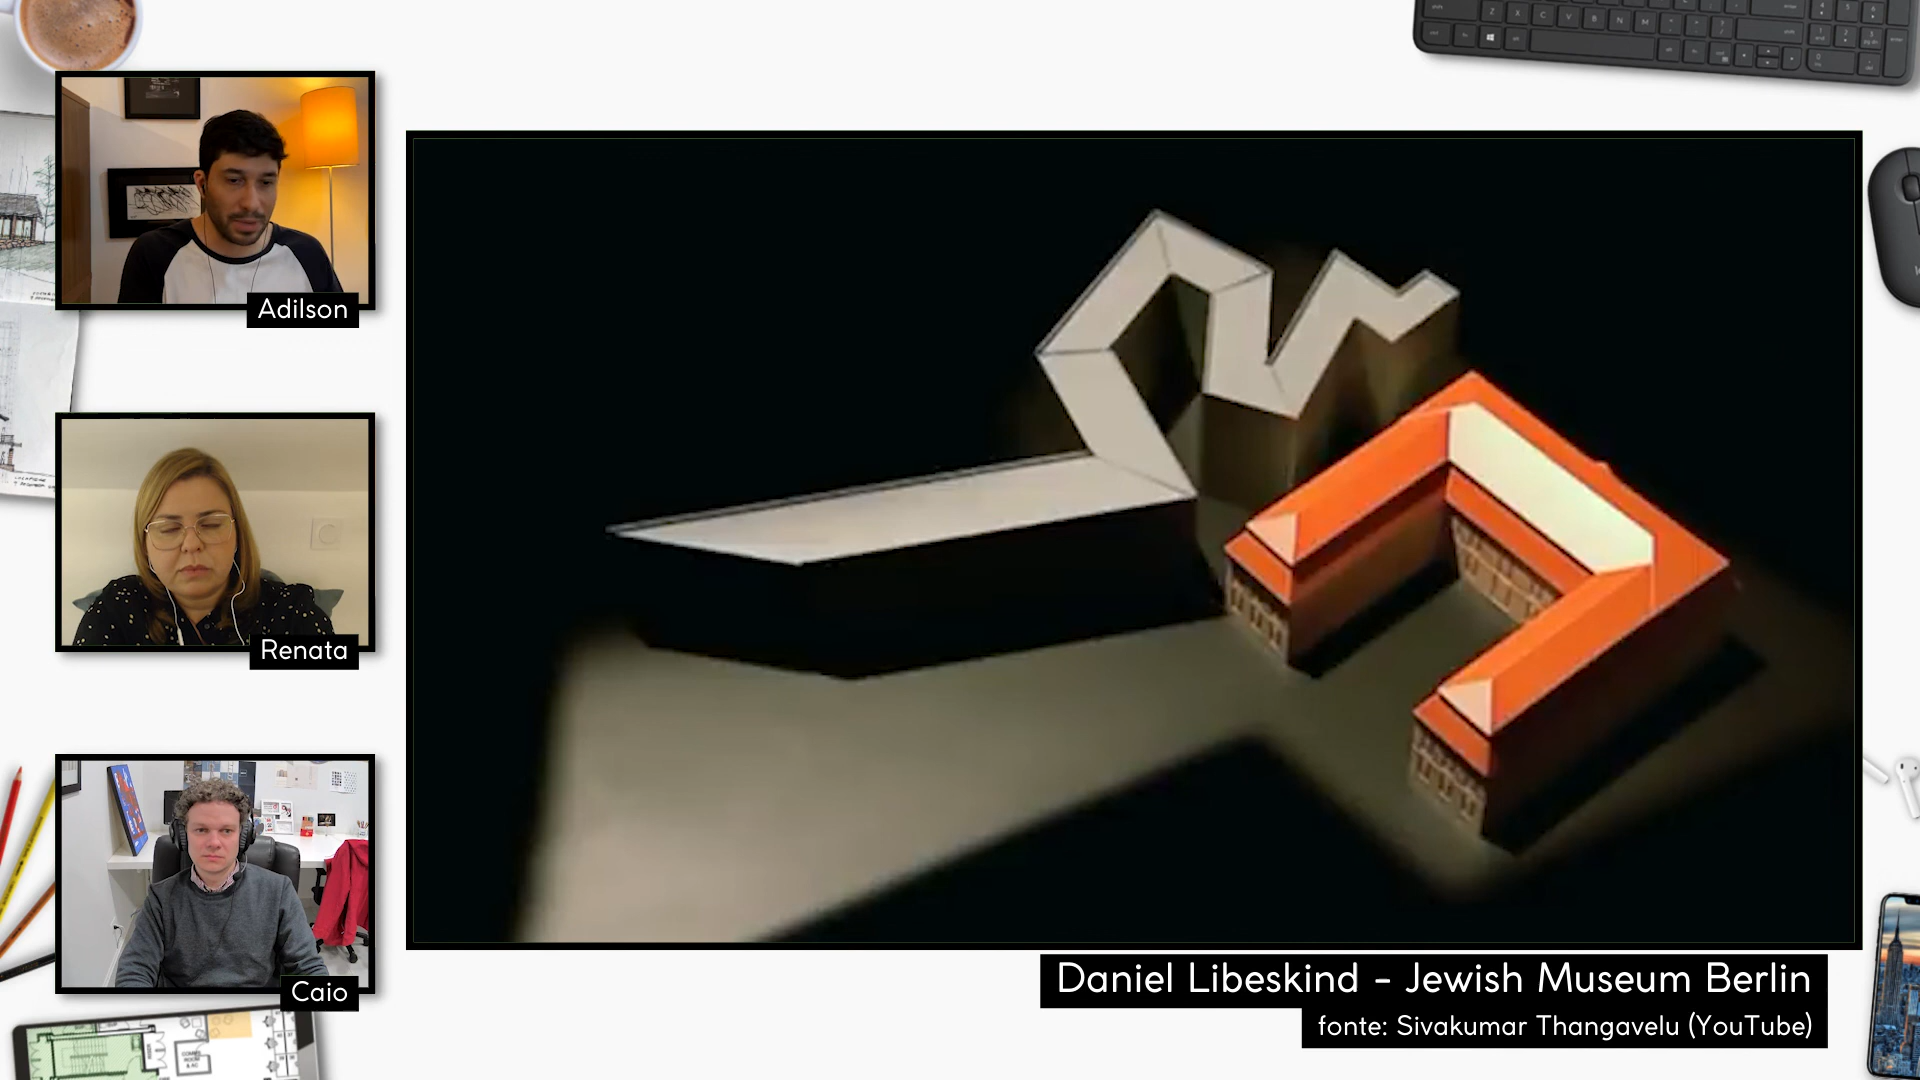 Adilson
Renata
Caio
Daniel Libeskind - Jewish Museum Berlin
fonte: Sivakumar Thangavelu (YouTube)